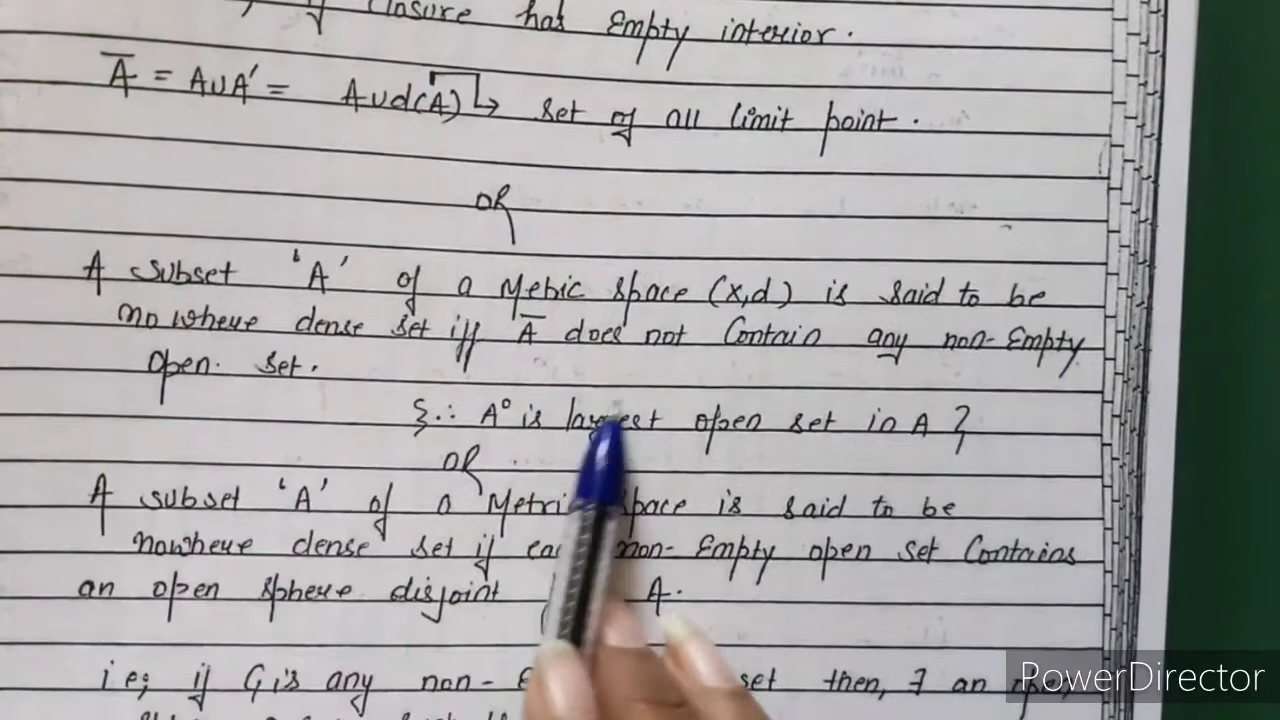 closure has Empty interior.
A̅ = A∪A' = A∪d(A) ↳ set of all limit point.
OR
A subset 'A' of a Metric space (X,d) is said to be
nowhere dense set iff A̅ does not Contain any non-Empty
open set.
{∴ A° is largest open set in A}
OR
A subset 'A' of a Metric space is said to be
nowhere dense set if non-Empty open set Contains
an open sphere disjoint A.
i.e; if G is any non- set then, ∃ an
PowerDirector